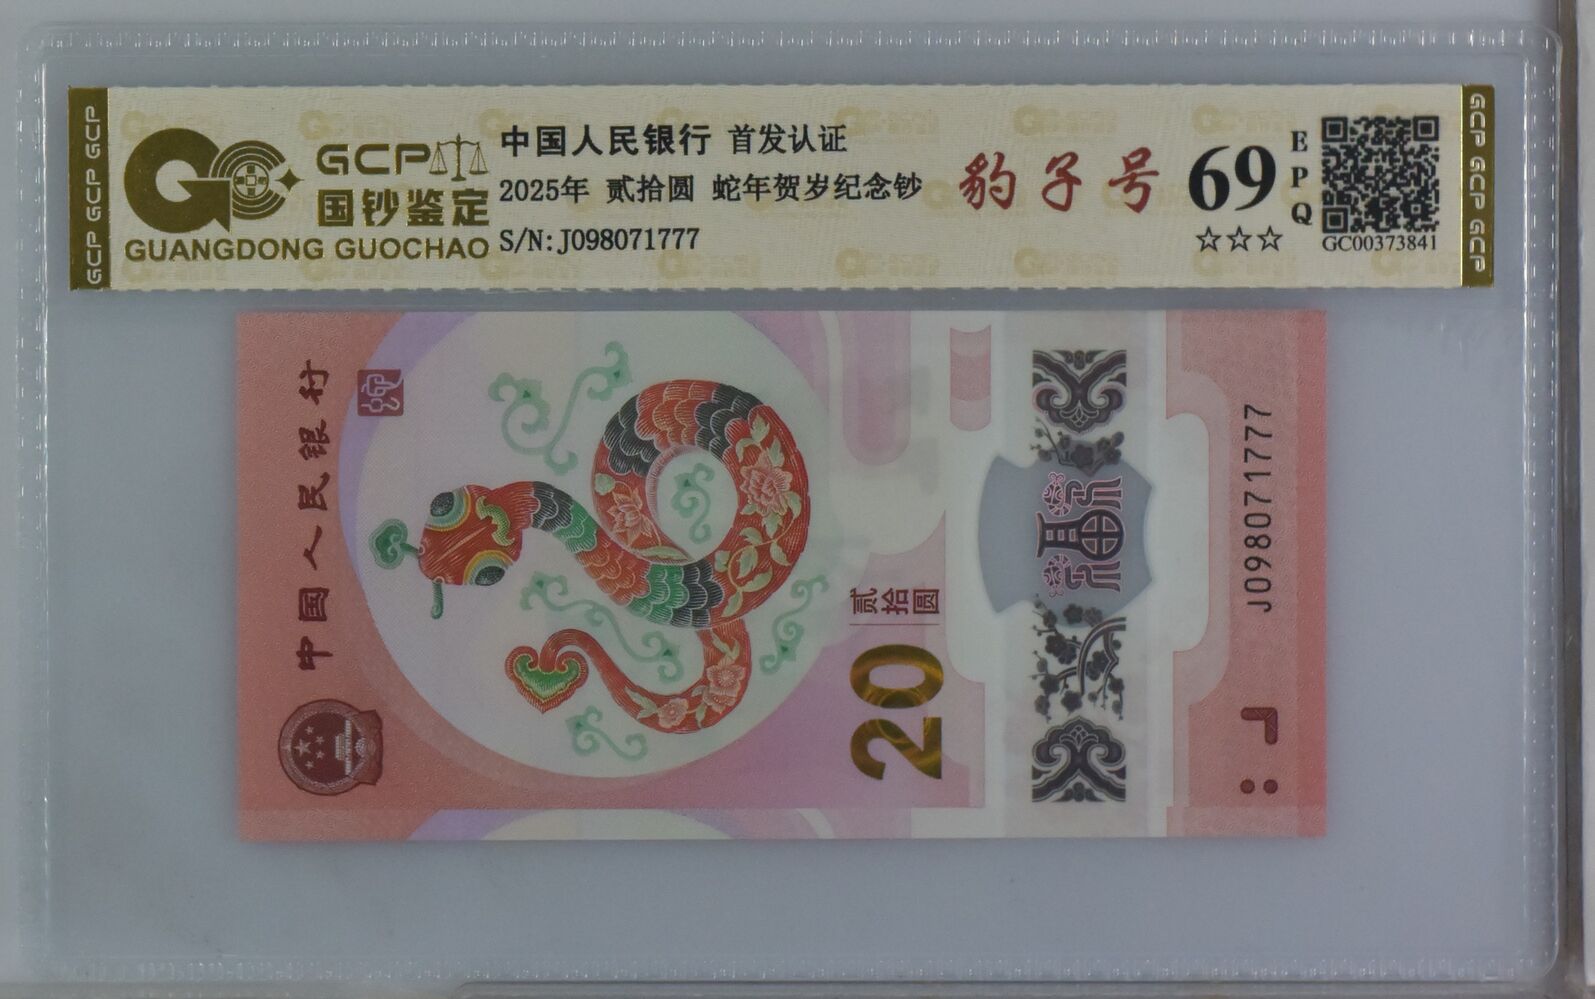 GCP GCP GCP
GCP
国钞鉴定
GUANGDONG GUOCHAO
中国人民银行 首发认证
2025年 贰拾圆 蛇年贺岁纪念钞
S/N:J098071777
豹子号
69
EPQ
☆☆☆
GC00373841
GCP GCP GCP
中国人民银行
蛇
贰拾圆
20
福
J098071777